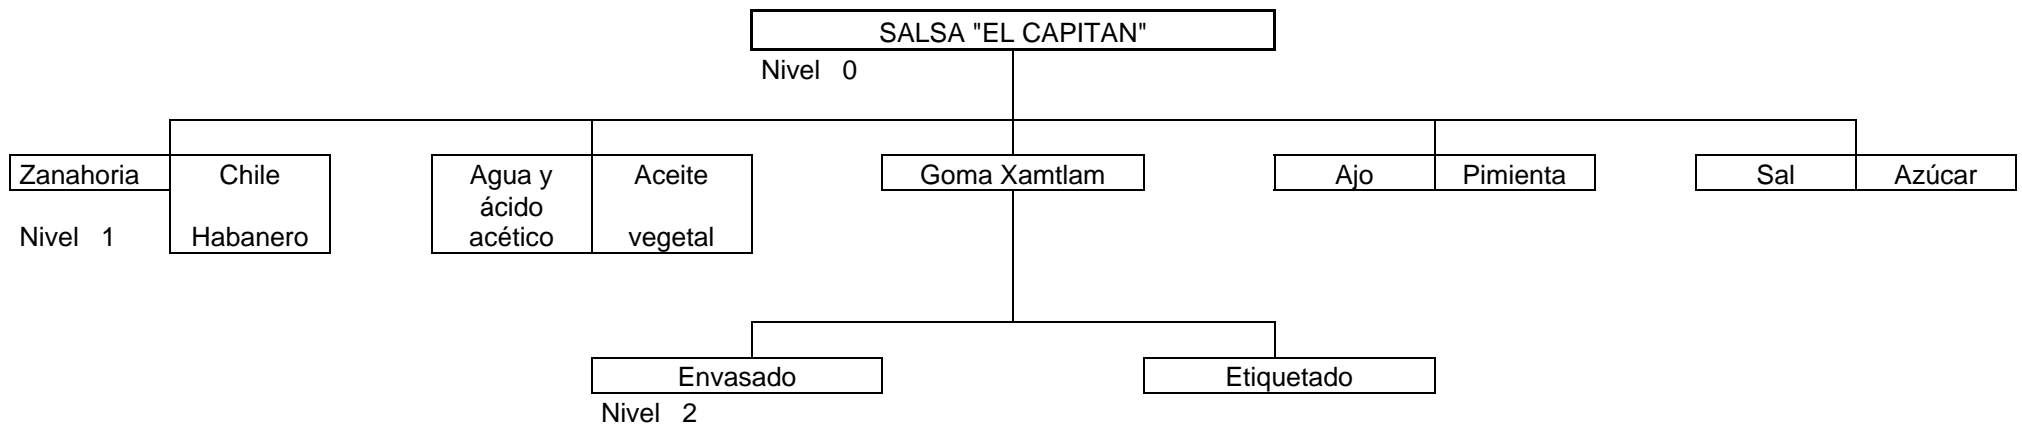 SALSA "EL CAPITAN"
Nivel 0
Zanahoria
Chile
Habanero
Agua y
ácido
acético
Aceite
vegetal
Goma Xamtlam
Ajo
Pimienta
Sal
Azúcar
Nivel 1
Envasado
Etiquetado
Nivel 2